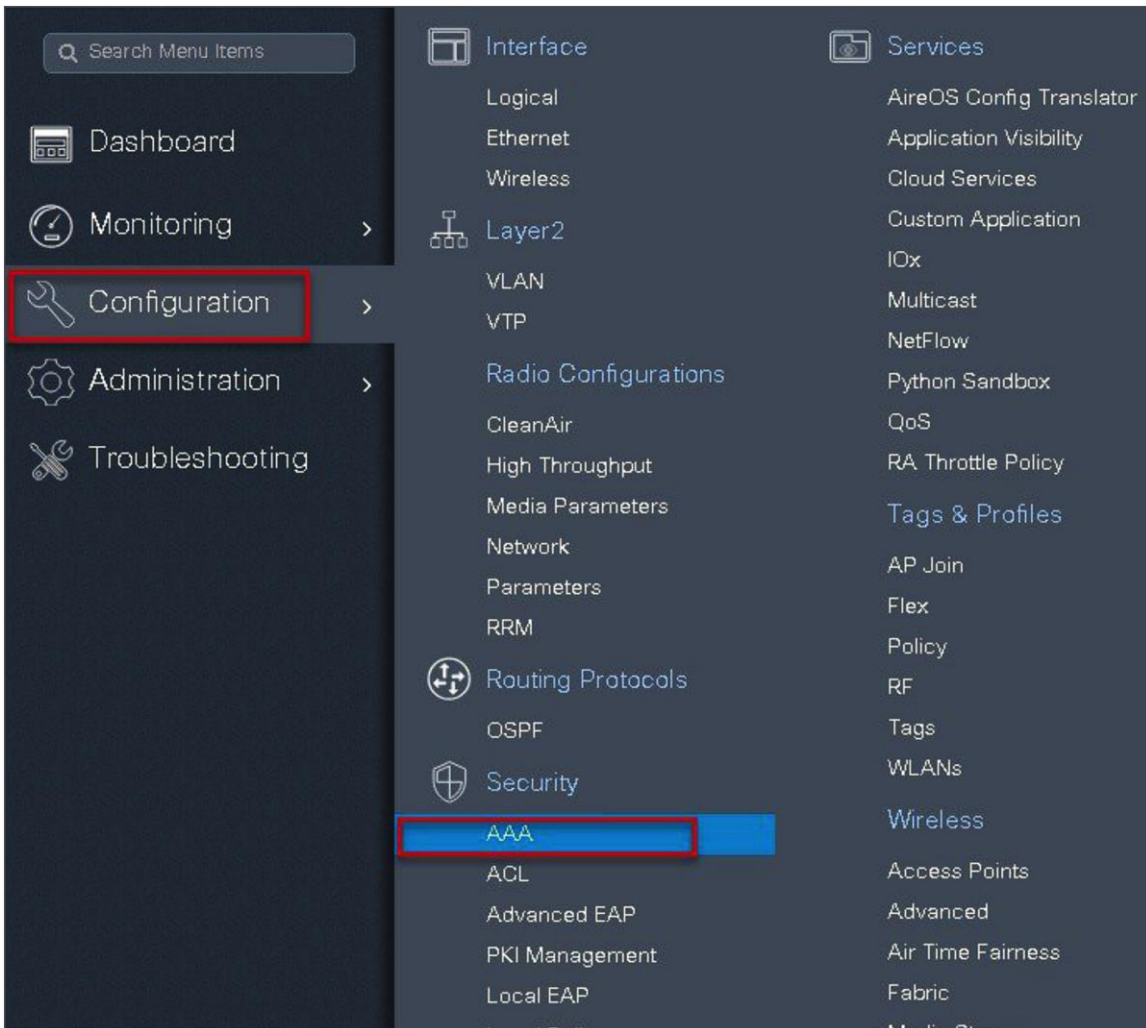 Search Menu Items
Dashboard
Monitoring
Configuration
Administration
Troubleshooting
Interface
Logical
Ethernet
Wireless
Layer2
VLAN
VTP
Radio Configurations
CleanAir
High Throughput
Media Parameters
Network
Parameters
RRM
Routing Protocols
OSPF
Security
AAA
ACL
Advanced EAP
PKI Management
Local EAP
Services
AireOS Config Translator
Application Visibility
Cloud Services
Custom Application
IOx
Multicast
NetFlow
Python Sandbox
QoS
RA Throttle Policy
Tags & Profiles
AP Join
Flex
Policy
RF
Tags
WLANs
Wireless
Access Points
Advanced
Air Time Fairness
Fabric